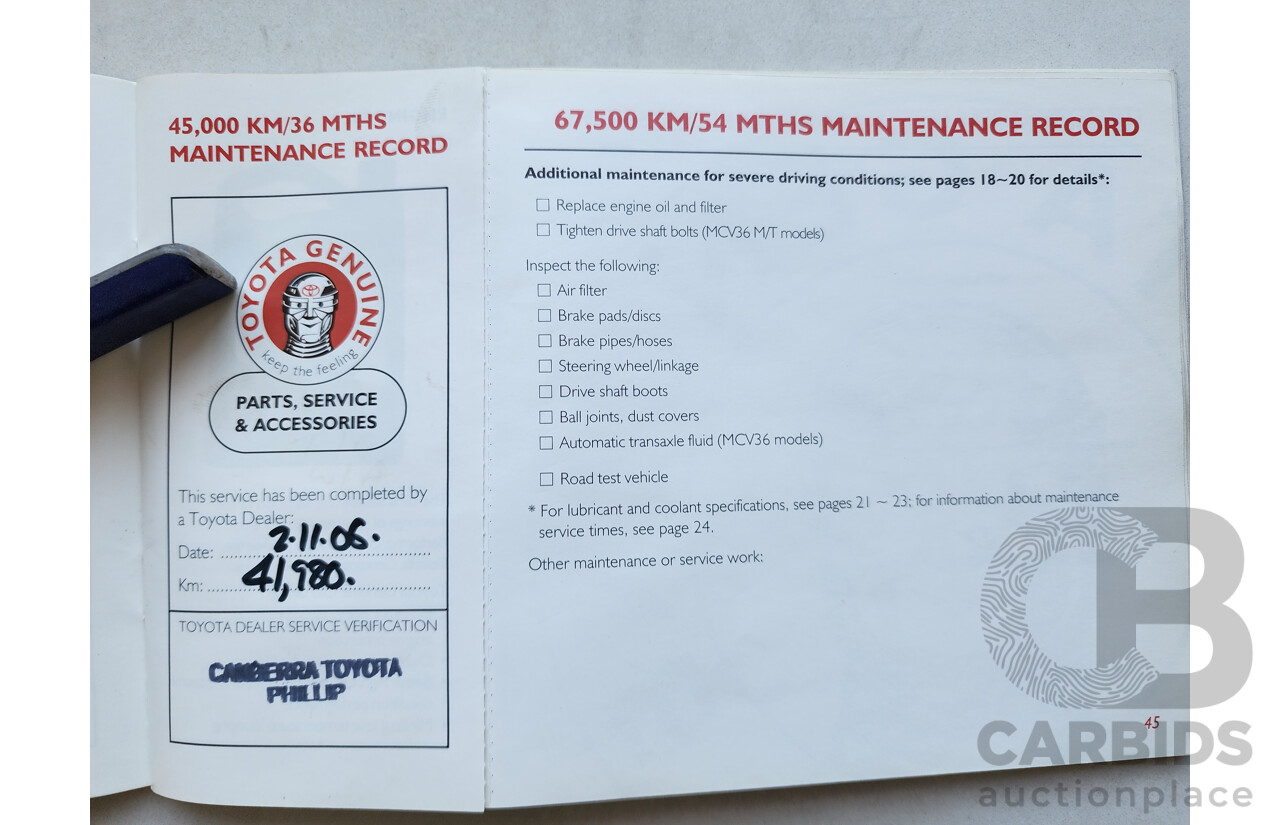 45,000 KM/36 MTHS
MAINTENANCE RECORD
TOYOTA GENUINE
keep the feeling
PARTS, SERVICE
& ACCESSORIES
This service has been completed by
a Toyota Dealer:
Date: 2.11.06.
Km: 41,980.
TOYOTA DEALER SERVICE VERIFICATION
CANBERRA TOYOTA
PHILLIP
67,500 KM/54 MTHS MAINTENANCE RECORD
Additional maintenance for severe driving conditions; see pages 18~20 for details*:
Replace engine oil and filter
Tighten drive shaft bolts (MCV36 M/T models)
Inspect the following:
Air filter
Brake pads/discs
Brake pipes/hoses
Steering wheel/linkage
Drive shaft boots
Ball joints, dust covers
Automatic transaxle fluid (MCV36 models)
Road test vehicle
* For lubricant and coolant specifications, see pages 21 ~ 23; for information about maintenance
service times, see page 24.
Other maintenance or service work:
45
CB
CARBIDS
auctionplace